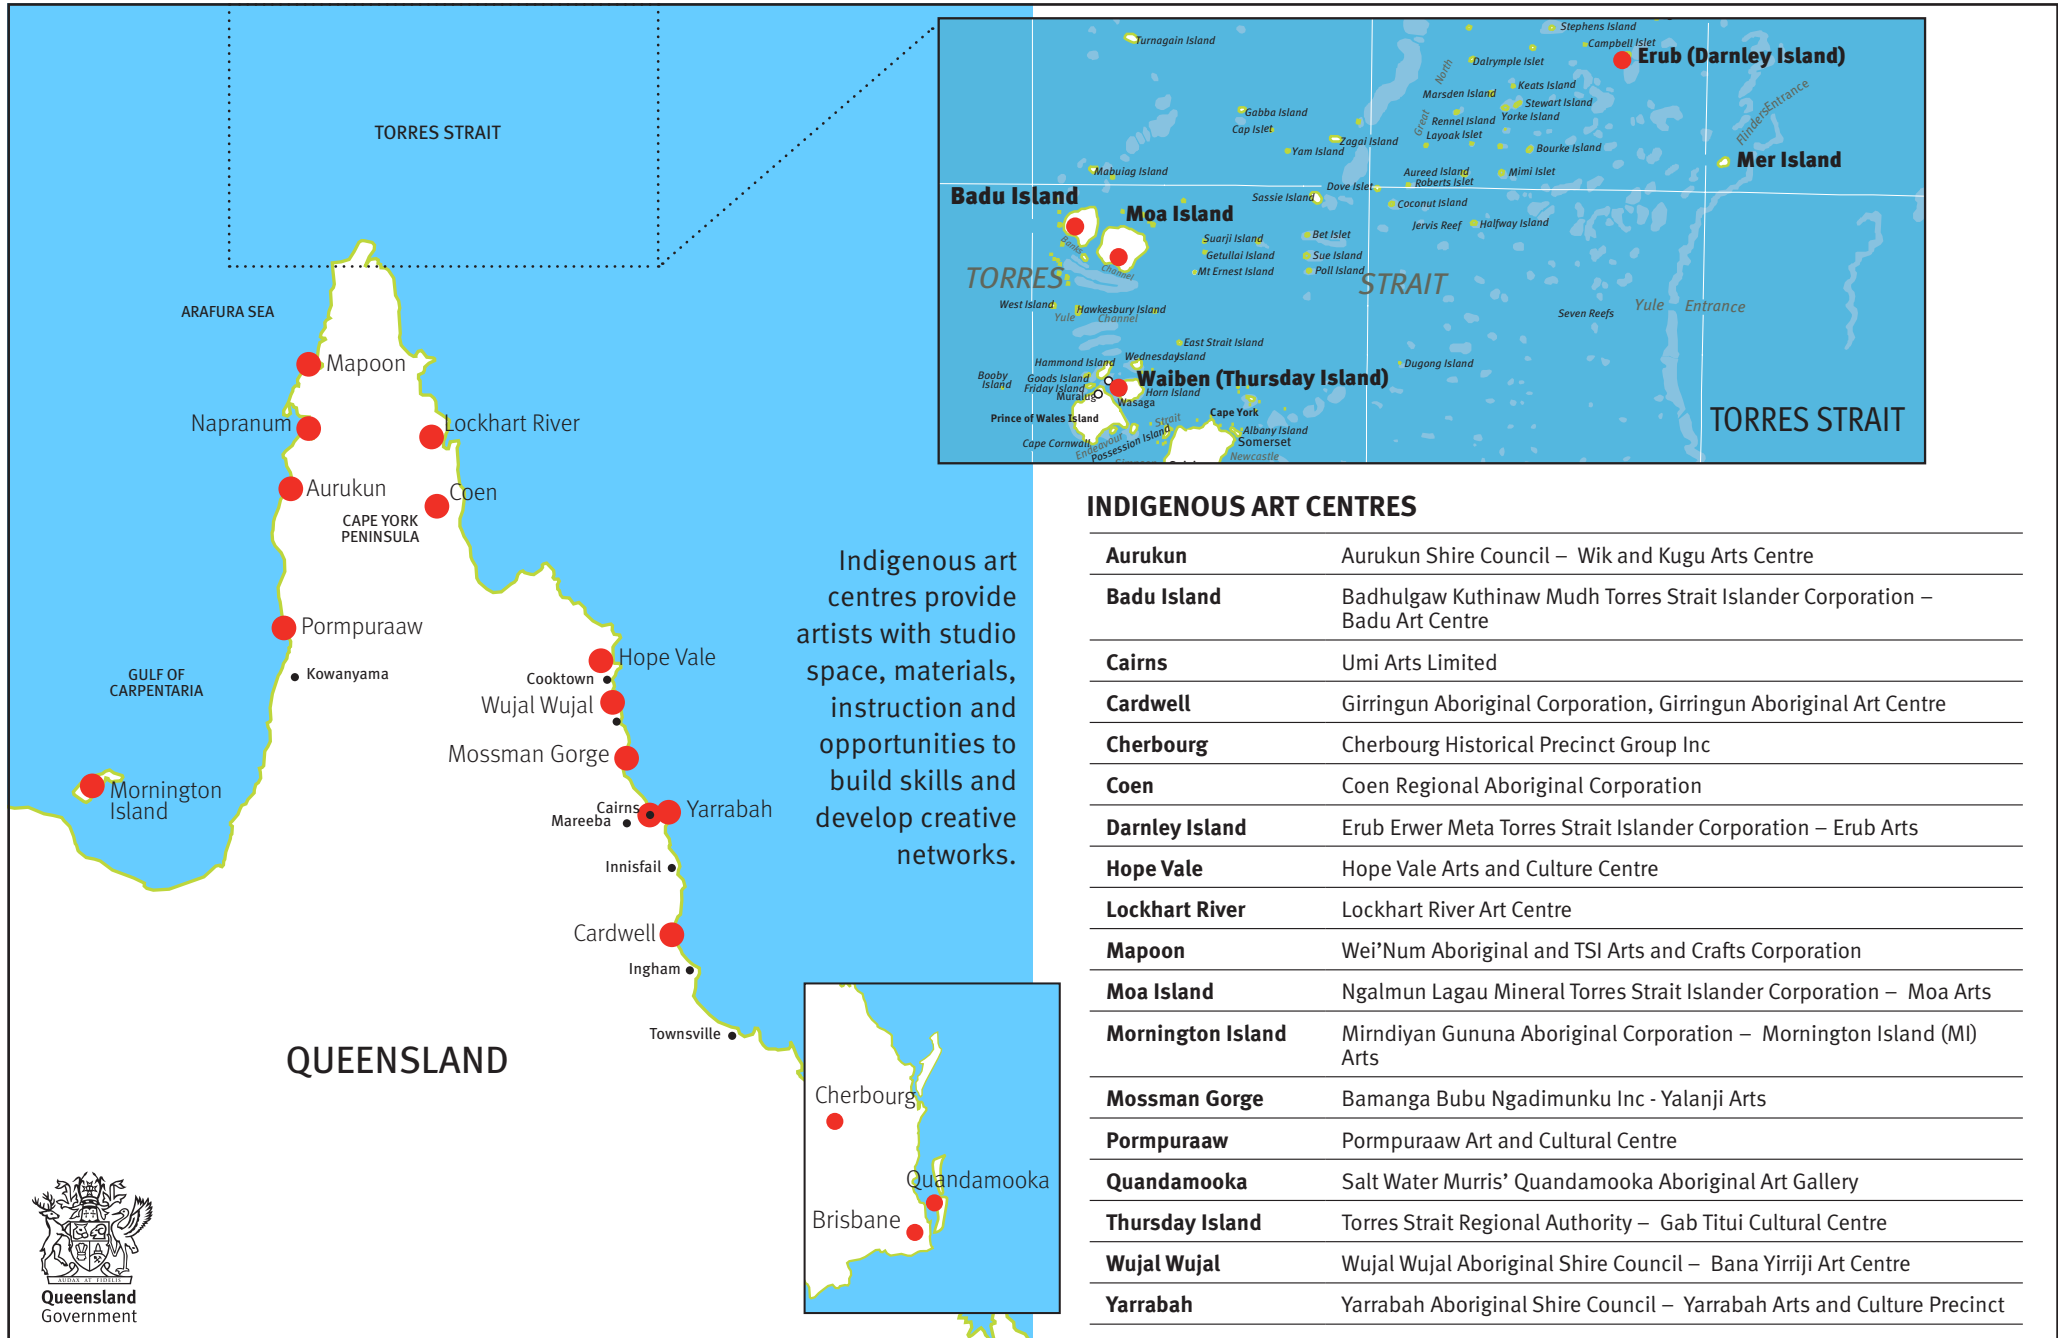 TORRES STRAIT
ARAFURA SEA
Mapoon
Napranum
Lockhart River
Aurukun
Coen
CAPE YORK
PENINSULA
Pormpuraaw
Kowanyama
GULF OF
CARPENTARIA
Hope Vale
Cooktown
Wujal Wujal
Mossman Gorge
Mornington
Island
Cairns
Mareeba
Yarrabah
Innisfail
Cardwell
Ingham
Townsville
QUEENSLAND
Indigenous art
centres provide
artists with studio
space, materials,
instruction and
opportunities to
build skills and
develop creative
networks.
Cherbourg
Quandamooka
Brisbane
AUDAX AT FIDELIS
Queensland
Government
Turnagain Island
Stephens Island
Campbell Islet
Erub (Darnley Island)
Dalrymple Islet
North
Great
Keats Island
Marsden Island
Stewart Island
Rennel Island
Yorke Island
Layoak Islet
Bourke Island
Flinders Entrance
Mer Island
Gabba Island
Cap Islet
Zagai Island
Yam Island
Aureed Island
Mimi Islet
Roberts Islet
Dove Islet
Mabuiag Island
Sassie Island
Coconut Island
Badu Island
Moa Island
Jervis Reef
Halfway Island
Suarji Island
Bet Islet
Banks
Channel
Getullai Island
Sue Island
Mt Ernest Island
Poll Island
TORRES
STRAIT
West Island
Hawkesbury Island
Yule Channel
Seven Reefs
Yule Entrance
East Strait Island
Wednesday Island
Hammond Island
Dugong Island
Booby
Island
Goods Island
Friday Island
Waiben (Thursday Island)
Muralug
Horn Island
Wasaga
Prince of Wales Island
Strait
Cape York
Cape Cornwall
Endeavour
Possession Island
Albany Island
Somerset
Newcastle
TORRES STRAIT
INDIGENOUS ART CENTRES
Aurukun Aurukun Shire Council – Wik and Kugu Arts Centre
Badu Island Badhulgaw Kuthinaw Mudh Torres Strait Islander Corporation –
Badu Art Centre
Cairns Umi Arts Limited
Cardwell Girringun Aboriginal Corporation, Girringun Aboriginal Art Centre
Cherbourg Cherbourg Historical Precinct Group Inc
Coen Coen Regional Aboriginal Corporation
Darnley Island Erub Erwer Meta Torres Strait Islander Corporation – Erub Arts
Hope Vale Hope Vale Arts and Culture Centre
Lockhart River Lockhart River Art Centre
Mapoon Wei’Num Aboriginal and TSI Arts and Crafts Corporation
Moa Island Ngalmun Lagau Mineral Torres Strait Islander Corporation – Moa Arts
Mornington Island Mirndiyan Gununa Aboriginal Corporation – Mornington Island (MI)
Arts
Mossman Gorge Bamanga Bubu Ngadimunku Inc - Yalanji Arts
Pormpuraaw Pormpuraaw Art and Cultural Centre
Quandamooka Salt Water Murris’ Quandamooka Aboriginal Art Gallery
Thursday Island Torres Strait Regional Authority – Gab Titui Cultural Centre
Wujal Wujal Wujal Wujal Aboriginal Shire Council – Bana Yirriji Art Centre
Yarrabah Yarrabah Aboriginal Shire Council – Yarrabah Arts and Culture Precinct